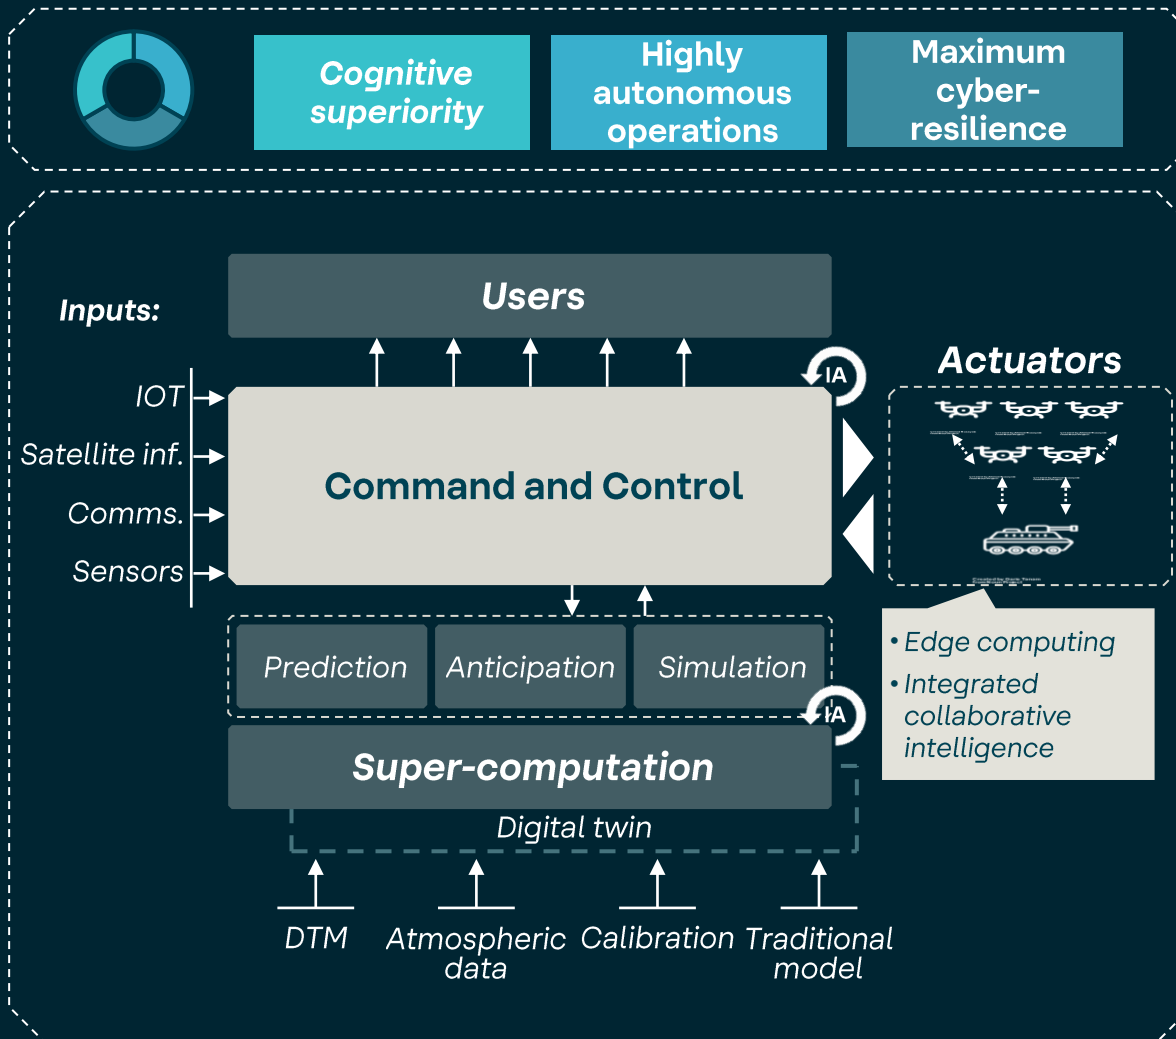 Cognitive
superiority
Highly
autonomous
operations
Maximum
cyber-
resilience
Inputs:
Users
IOT
Satellite inf.
Comms.
Sensors
IA
Command and Control
Actuators
Prediction
Anticipation
Simulation
IA
Super-computation
Digital twin
• Edge computing
• Integrated
collaborative
intelligence
DTM
Atmospheric
data
Calibration
Traditional
model